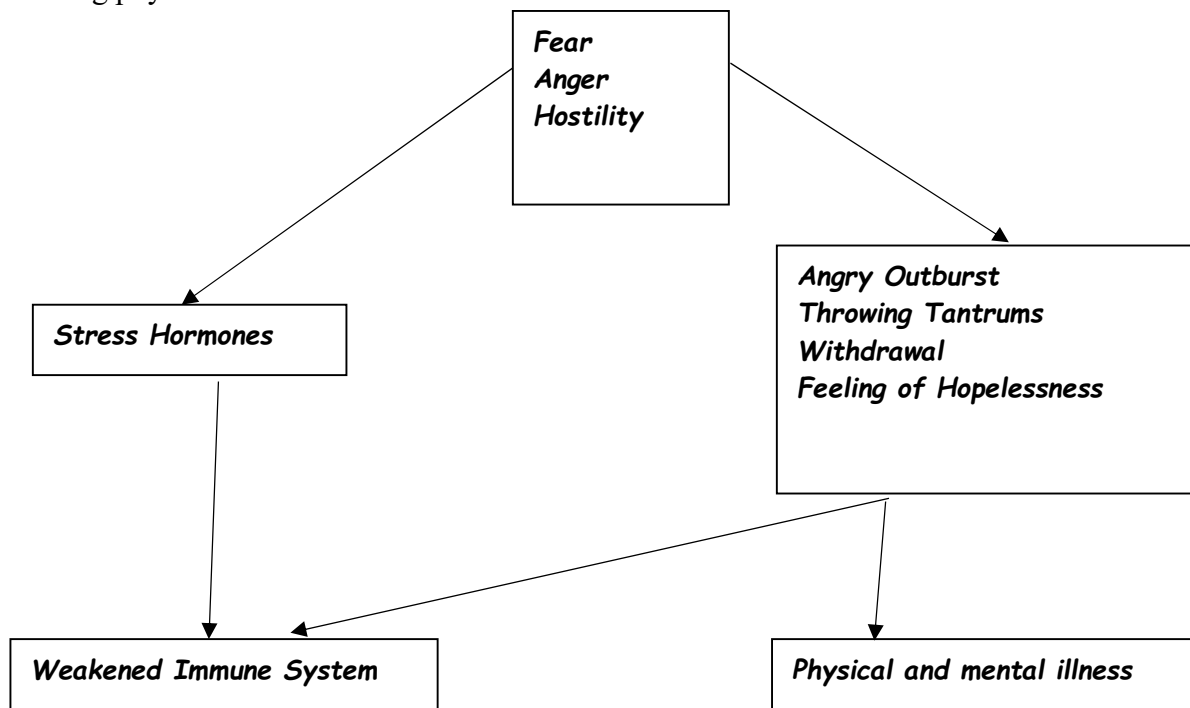 Fear
Anger
Hostility
Angry Outburst
Throwing Tantrums
Withdrawal
Feeling of Hopelessness
Stress Hormones
Weakened Immune System
Physical and mental illness